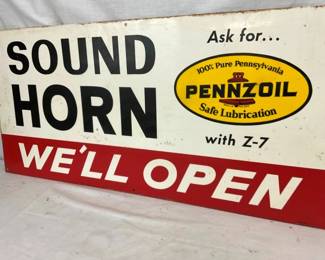 SOUND
HORN
WE'LL OPEN
Ask for...
100% Pure Pennsylvania
PENNZOIL
Safe Lubrication
with Z-7